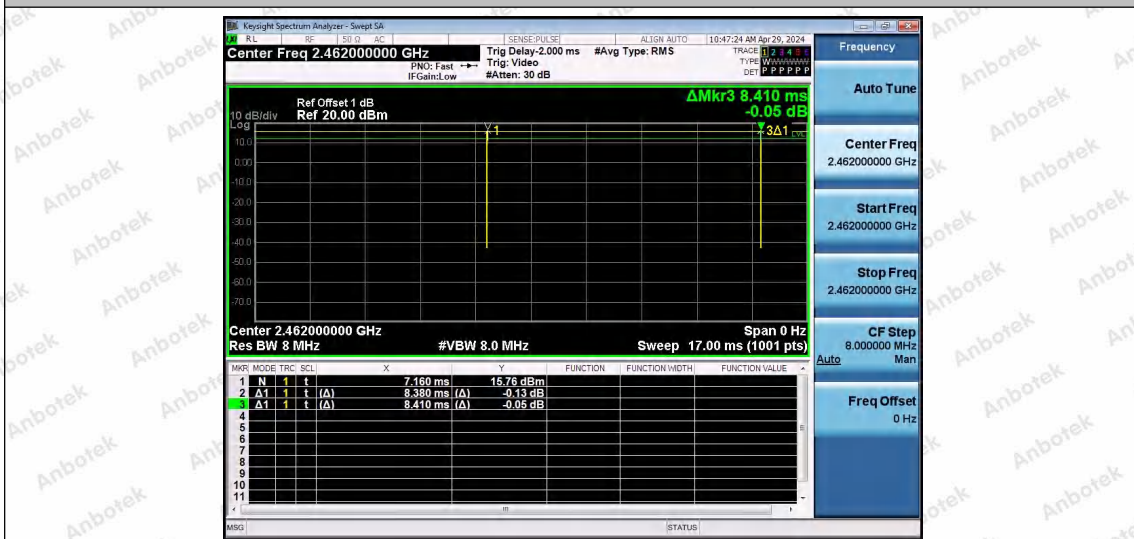 Keysight Spectrum Analyzer - Swept SA
RL RF 50 Ω AC SENSE:PULSE ALIGN AUTO 10:47:24 AM Apr 29, 2024
Center Freq 2.462000000 GHz
PNO: Fast
IFGain:Low
Trig Delay-2.000 ms
Trig: Video
#Atten: 30 dB
#Avg Type: RMS
TRACE 1 2 3 4 5 6
TYPE WWWWWW
DET P P P P P P
Frequency
Auto Tune
Center Freq
2.462000000 GHz
Start Freq
2.462000000 GHz
Stop Freq
2.462000000 GHz
CF Step
8.000000 MHz
Auto Man
Freq Offset
0 Hz
ΔMkr3 8.410 ms
-0.05 dB
Ref Offset 1 dB
10 dB/div Ref 20.00 dBm
Log
1
3Δ1
10.0
0.00
-10.0
-20.0
-30.0
-40.0
-50.0
-60.0
-70.0
Center 2.462000000 GHz Span 0 Hz
Res BW 8 MHz #VBW 8.0 MHz Sweep 17.00 ms (1001 pts)
MKR MODE TRC SCL X Y FUNCTION FUNCTION WIDTH FUNCTION VALUE
1 N 1 t 7.160 ms 15.76 dBm
2 Δ1 1 t (Δ) 8.380 ms (Δ) -0.13 dB
3 Δ1 1 t (Δ) 8.410 ms (Δ) -0.05 dB
4
5
6
7
8
9
10
11
MSG STATUS
Anbotek